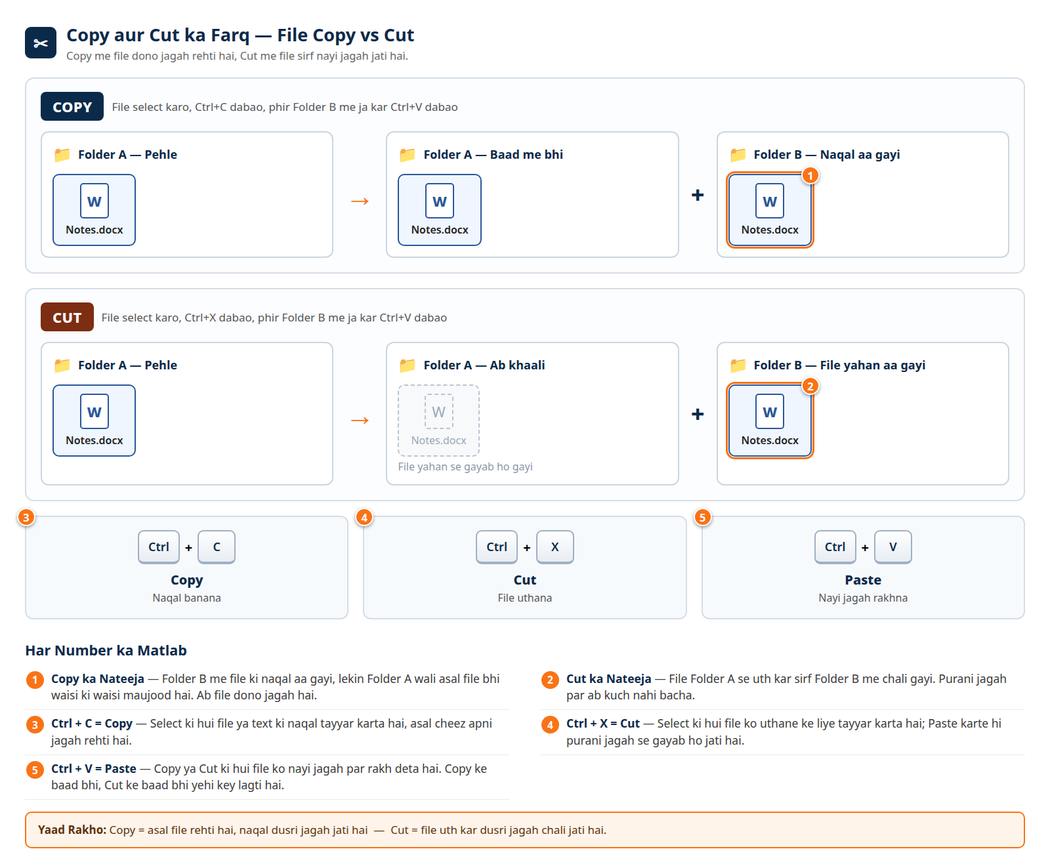 Copy aur Cut ka Farq — File Copy vs Cut
Copy me file dono jagah rehti hai, Cut me file sirf nayi jagah jati hai.
COPY
File select karo, Ctrl+C dabao, phir Folder B me ja kar Ctrl+V dabao
Folder A — Pehle
W
Notes.docx
→
Folder A — Baad me bhi
W
Notes.docx
+
Folder B — Naqal aa gayi
1
W
Notes.docx
CUT
File select karo, Ctrl+X dabao, phir Folder B me ja kar Ctrl+V dabao
Folder A — Pehle
W
Notes.docx
→
Folder A — Ab khaali
W
Notes.docx
File yahan se gayab ho gayi
+
Folder B — File yahan aa gayi
2
W
Notes.docx
3
Ctrl + C
Copy
Naqal banana
4
Ctrl + X
Cut
File uthana
5
Ctrl + V
Paste
Nayi jagah rakhna
Har Number ka Matlab
1 Copy ka Nateeja — Folder B me file ki naqal aa gayi, lekin Folder A wali asal file bhi
waisi ki waisi maujood hai. Ab file dono jagah hai.
2 Cut ka Nateeja — File Folder A se uth kar sirf Folder B me chali gayi. Purani jagah
par ab kuch nahi bacha.
3 Ctrl + C = Copy — Select ki hui file ya text ki naqal tayyar karta hai, asal cheez apni
jagah rehti hai.
4 Ctrl + X = Cut — Select ki hui file ko uthane ke liye tayyar karta hai; Paste karte hi
purani jagah se gayab ho jati hai.
5 Ctrl + V = Paste — Copy ya Cut ki hui file ko nayi jagah par rakh deta hai. Copy ke
baad bhi, Cut ke baad bhi yehi key lagti hai.
Yaad Rakho: Copy = asal file rehti hai, naqal dusri jagah jati hai — Cut = file uth kar dusri jagah chali jati hai.